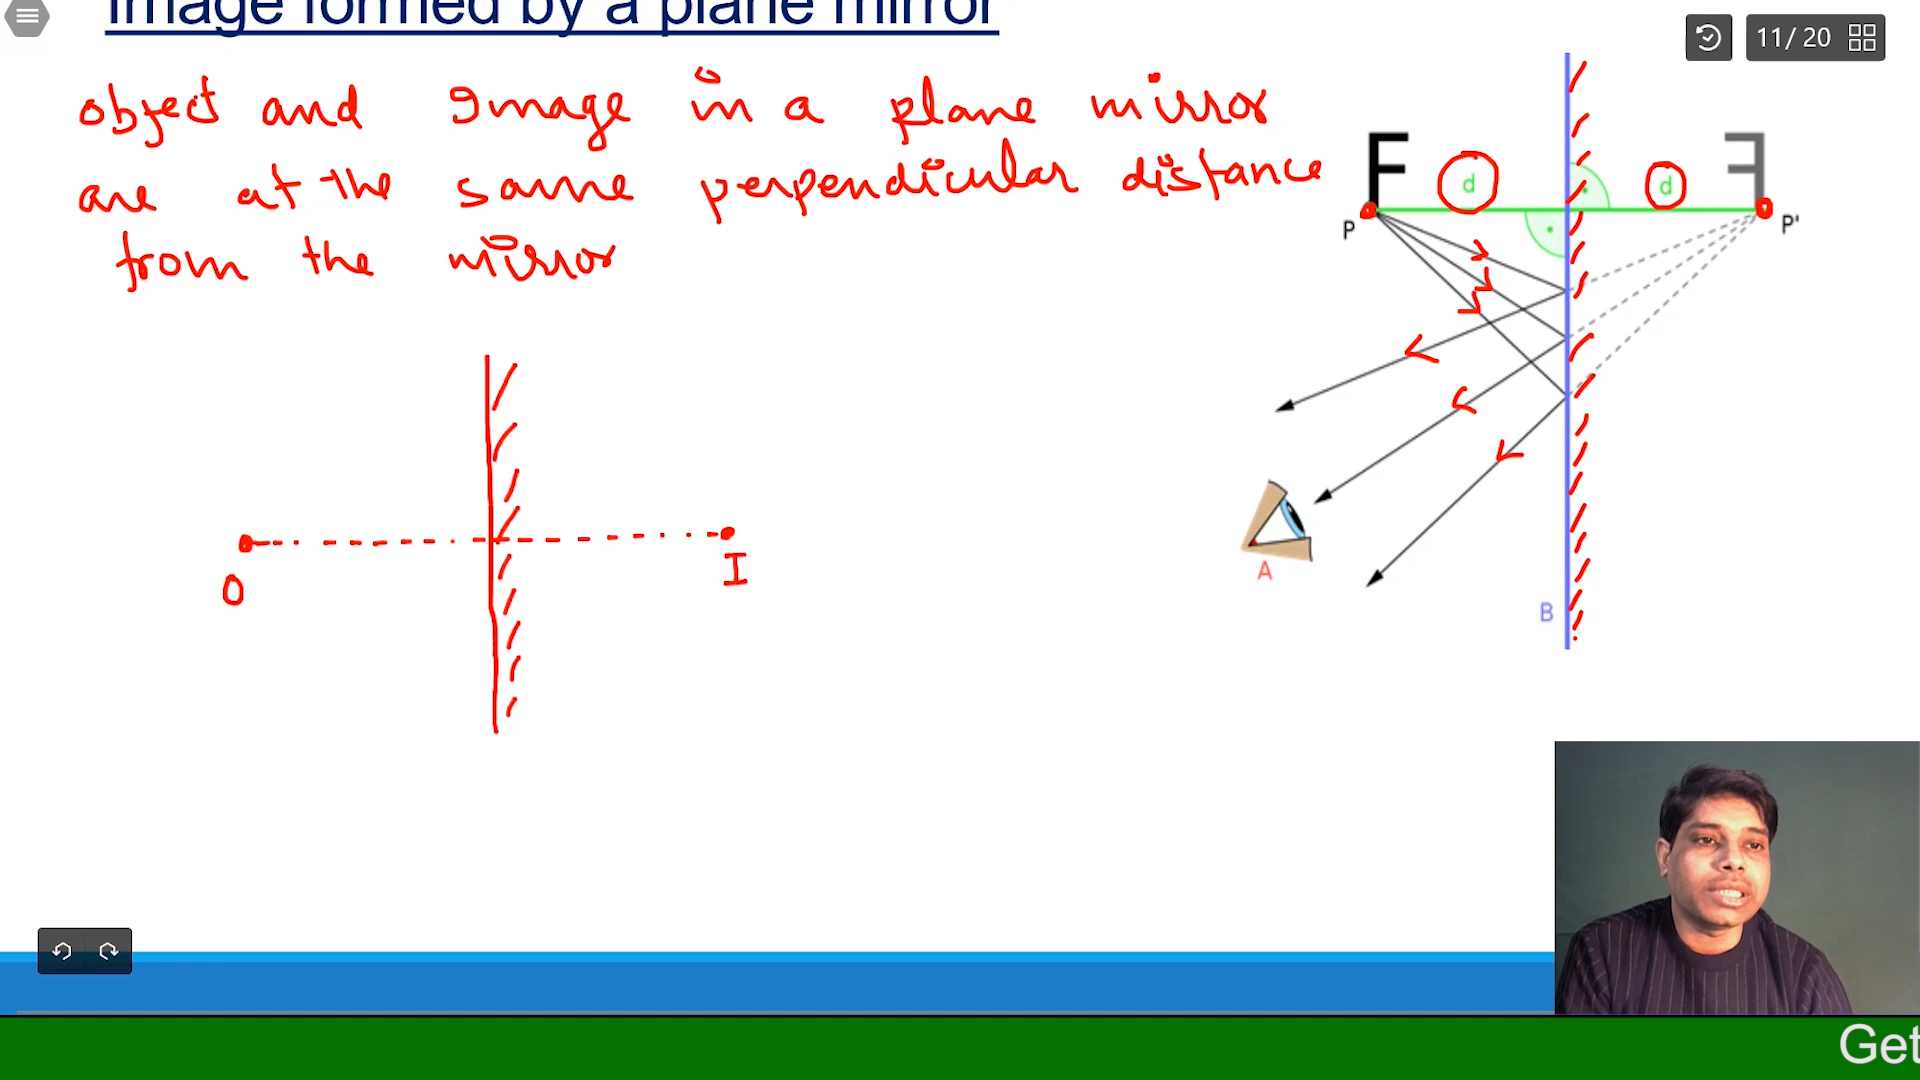 Image formed by a plane mirror
11/ 20
object and Image in a plane mirror
are at the same perpendicular distance
from the mirror
F
d
d
F
P
P'
O
I
A
B
Get